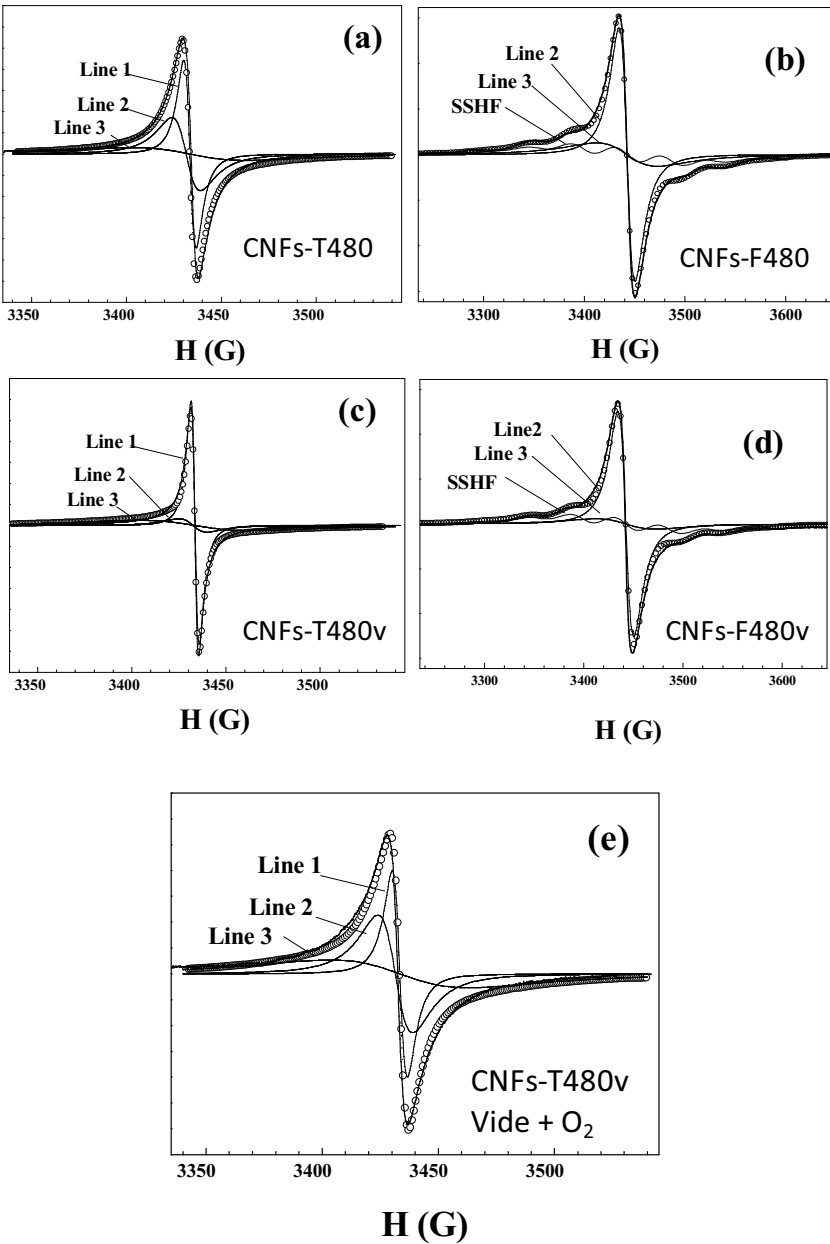 (a)
Line 1
Line 2
Line 3
CNFs-T480
3350 3400 3450 3500
H (G)
(b)
Line 2
Line 3
SSHF
CNFs-F480
3300 3400 3500 3600
H (G)
(c)
Line 1
Line 2
Line 3
CNFs-T480v
3350 3400 3450 3500
H (G)
(d)
Line2
Line 3
SSHF
CNFs-F480v
3300 3400 3500 3600
H (G)
(e)
Line 1
Line 2
Line 3
CNFs-T480v
Vide + O₂
3350 3400 3450 3500
H (G)